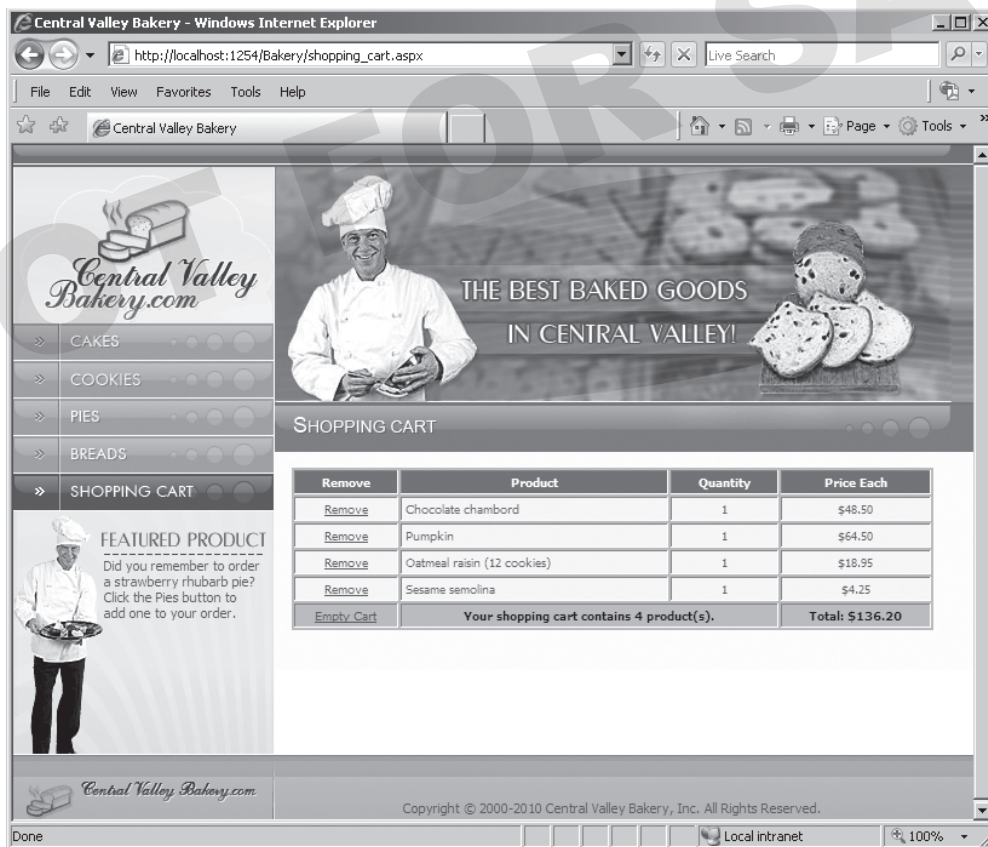 Central Valley Bakery - Windows Internet Explorer
http://localhost:1254/Bakery/shopping_cart.aspx
Live Search
File Edit View Favorites Tools Help
Central Valley Bakery
Page Tools
OT FOR SA
Central Valley
Bakery.com
THE BEST BAKED GOODS
IN CENTRAL VALLEY!
CAKES
COOKIES
PIES
BREADS
SHOPPING CART
SHOPPING CART
Remove Product Quantity Price Each
Remove Chocolate chambord 1 $48.50
Remove Pumpkin 1 $64.50
Remove Oatmeal raisin (12 cookies) 1 $18.95
Remove Sesame semolina 1 $4.25
Empty Cart Your shopping cart contains 4 product(s). Total: $136.20
FEATURED PRODUCT
Did you remember to order
a strawberry rhubarb pie?
Click the Pies button to
add one to your order.
Central Valley Bakery.com
Copyright © 2000-2010 Central Valley Bakery, Inc. All Rights Reserved.
Done Local intranet 100%